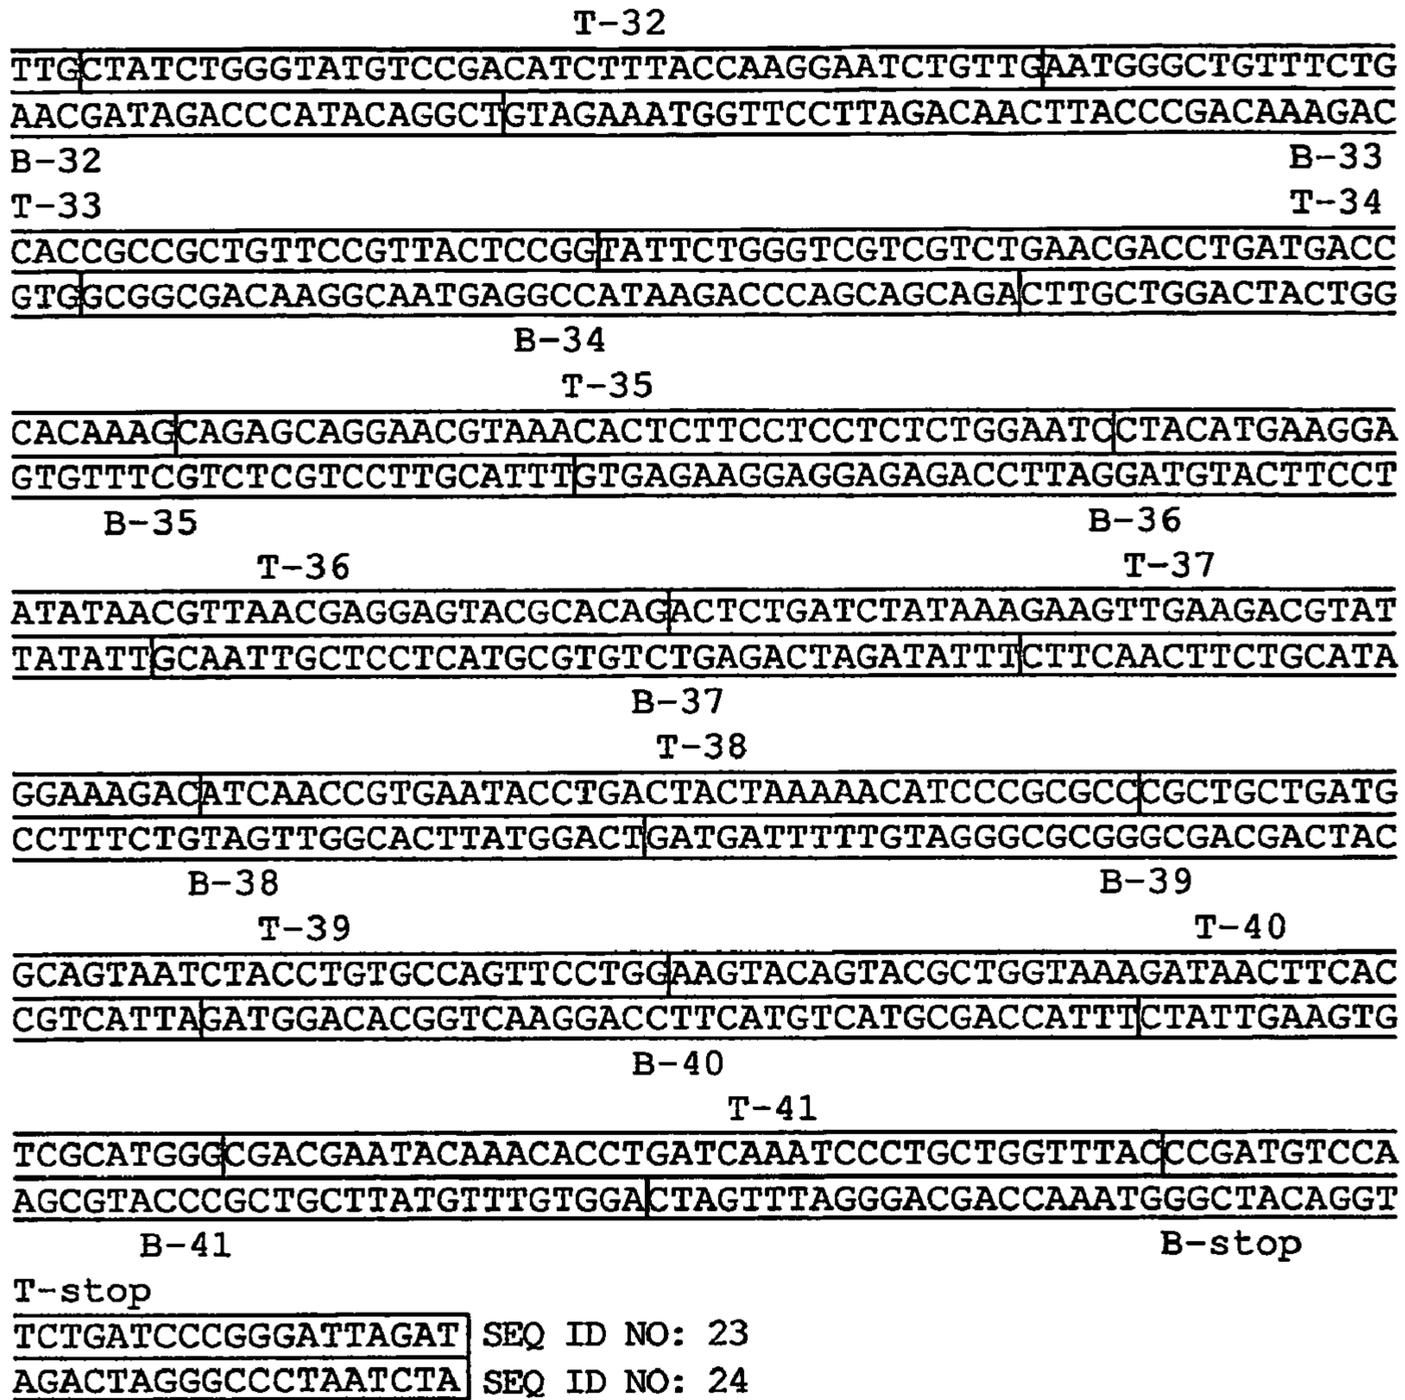 T-32
TTGCTATCTGGGTATGTCCGACATCTTTACCAAGGAATCTGTTGAATGGGCTGTTTCTG
AACGATAGACCCATACAGGCTGTAGAAATGGTTCCTTAGACAACTTACCCGACAAAGAC
B-32 B-33
T-33 T-34
CACCGCCGCTGTTCCGTTACTCCGGTATTCTGGGTCGTCGTCTGAACGACCTGATGACC
GTGGCGGCGACAAGGCAATGAGGCCATAAGACCCAGCAGCAGACTTGCTGGACTACTGG
B-34
T-35
CACAAAGCAGAGCAGGAACGTAAACACTCTTCCTCCTCTCTGGAATCCTACATGAAGGA
GTGTTTCGTCTCGTCCTTGCATTTGTGAGAAGGAGGAGAGACCTTAGGATGTACTTCCT
B-35 B-36
T-36 T-37
ATATAACGTTAACGAGGAGTACGCACAGACTCTGATCTATAAAGAAGTTGAAGACGTAT
TATATTGCAATTGCTCCTCATGCGTGTCTGAGACTAGATATTTCTTCAACTTCTGCATA
B-37
T-38
GGAAAGACATCAACCGTGAATACCTGACTACTAAAAACATCCCGCGCCCGCTGCTGATG
CCTTTCTGTAGTTGGCACTTATGGACTGATGATTTTTGTAGGGCGCGGGCGACGACTAC
B-38 B-39
T-39 T-40
GCAGTAATCTACCTGTGCCAGTTCCTGGAAGTACAGTACGCTGGTAAAGATAACTTCAC
CGTCATTAGATGGACACGGTCAAGGACCTTCATGTCATGCGACCATTTCTATTGAAGTG
B-40
T-41
TCGCATGGGCGACGAATACAAACACCTGATCAAATCCCTGCTGGTTTACCCGATGTCCA
AGCGTACCCGCTGCTTATGTTTGTGGACTAGTTTAGGGACGACCAAATGGGCTACAGGT
B-41 B-stop
T-stop
TCTGATCCCGGGATTAGAT SEQ ID NO: 23
AGACTAGGGCCCTAATCTA SEQ ID NO: 24